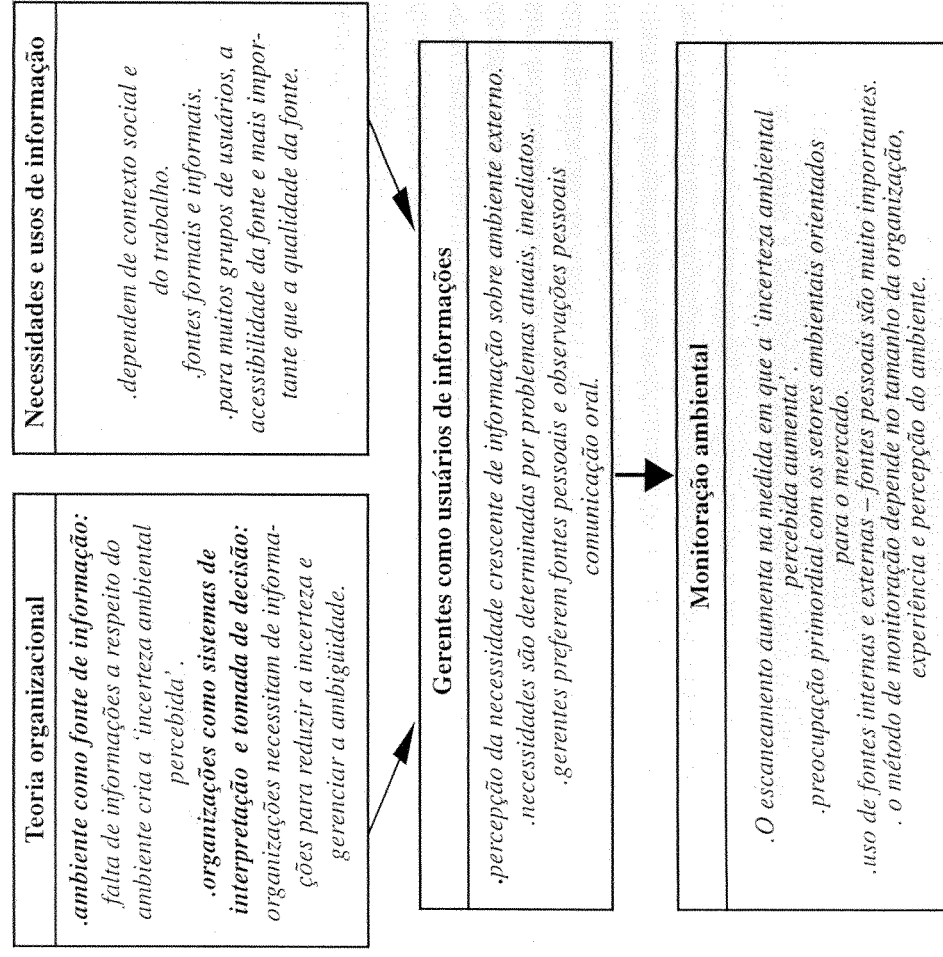 Teoria organizacional
.ambiente como fonte de informação:
falta de informações a respeito do
ambiente cria a 'incerteza ambiental
percebida'.
.organizações como sistemas de
interpretação e tomada de decisão:
organizações necessitam de informa-
ções para reduzir a incerteza e
gerenciar a ambigüidade.
Necessidades e usos de informação
.dependem de contexto social e
do trabalho.
.fontes formais e informais.
.para muitos grupos de usuários, a
acessibilidade da fonte e mais impor-
tante que a qualidade da fonte.
Gerentes como usuários de informações
.percepção da necessidade crescente de informação sobre ambiente externo.
.necessidades são determinadas por problemas atuais, imediatos.
.gerentes preferem fontes pessoais e observações pessoais
comunicação oral.
Monitoração ambiental
.O escaneamento aumenta na medida em que a 'incerteza ambiental
percebida aumenta'.
.preocupação primordial com os setores ambientais orientados
para o mercado.
.uso de fontes internas e externas – fontes pessoais são muito importantes.
. o método de monitoração depende no tamanho da organização,
experiência e percepção do ambiente.